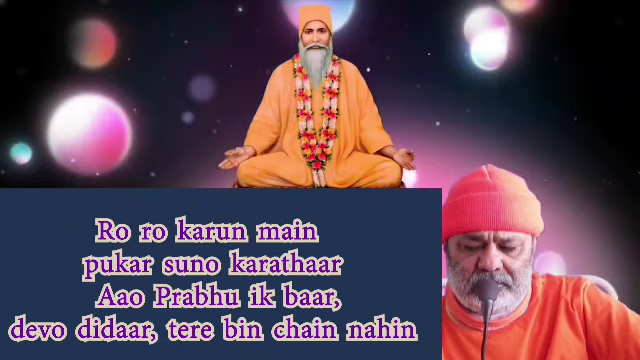 Ro ro karun main
pukar suno karathaar
Aao Prabhu ik baar,
devo didaar, tere bin chain nahin